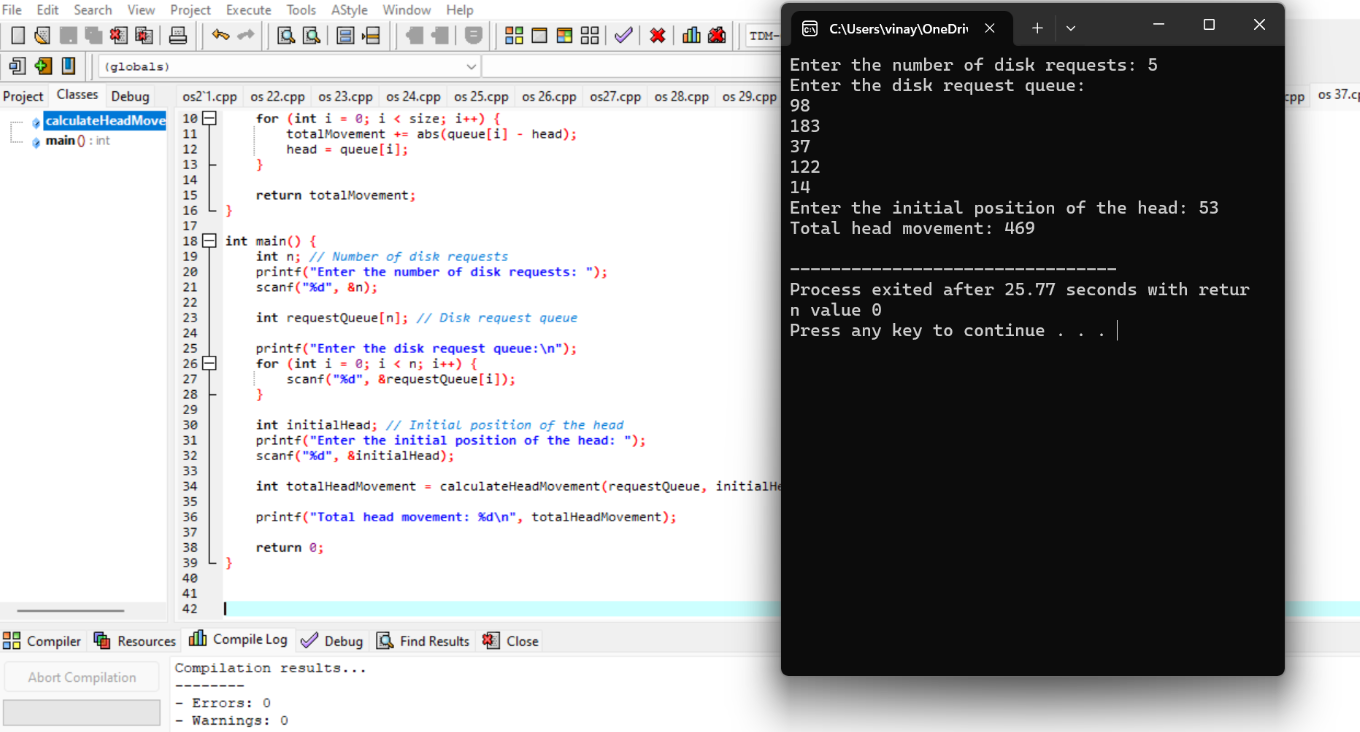 File Edit Search View Project Execute Tools AStyle Window Help
TDM-
(globals)
Project Classes Debug
os2`1.cpp os 22.cpp os 23.cpp os 24.cpp os 25.cpp os 26.cpp os27.cpp os 28.cpp os 29.cpp cpp os 37.cp
calculateHeadMove
main () : int
10 for (int i = 0; i < size; i++) {
11 totalMovement += abs(queue[i] - head);
12 head = queue[i];
13 }
14
15 return totalMovement;
16 }
17
18 int main() {
19 int n; // Number of disk requests
20 printf("Enter the number of disk requests: ");
21 scanf("%d", &n);
22
23 int requestQueue[n]; // Disk request queue
24
25 printf("Enter the disk request queue:\n");
26 for (int i = 0; i < n; i++) {
27 scanf("%d", &requestQueue[i]);
28 }
29
30 int initialHead; // Initial position of the head
31 printf("Enter the initial position of the head: ");
32 scanf("%d", &initialHead);
33
34 int totalHeadMovement = calculateHeadMovement(requestQueue, initialHe
35
36 printf("Total head movement: %d\n", totalHeadMovement);
37
38 return 0;
39 }
40
41
42
Compiler Resources Compile Log Debug Find Results Close
Abort Compilation
Compilation results...
--------
- Errors: 0
- Warnings: 0
C:\Users\vinay\OneDri
Enter the number of disk requests: 5
Enter the disk request queue:
98
183
37
122
14
Enter the initial position of the head: 53
Total head movement: 469
--------------------------------
Process exited after 25.77 seconds with retur
n value 0
Press any key to continue . . .